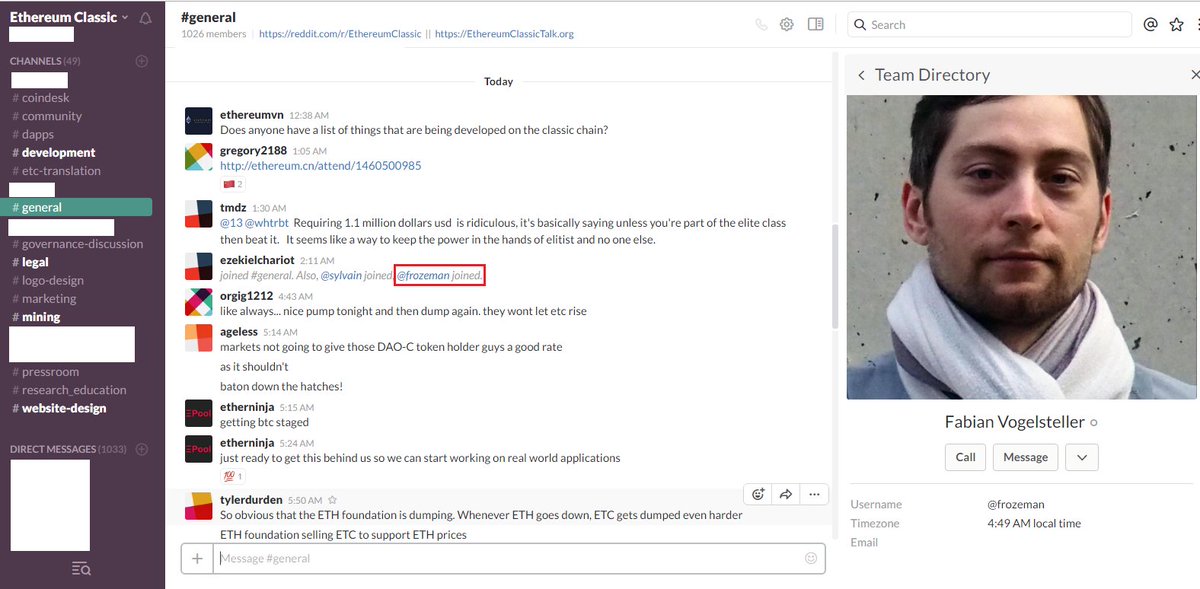 Ethereum Classic
CHANNELS (49)
# coindesk
# community
# dapps
# development
# etc-translation
# general
# governance-discussion
# legal
# logo-design
# marketing
# mining
# pressroom
# research_education
# website-design
DIRECT MESSAGES (1033)
#general
1026 members | https://reddit.com/r/EthereumClassic || https://EthereumClassicTalk.org
Search
Today
ethereumvn 12:38 AM
Does anyone have a list of things that are being developed on the classic chain?
gregory2188 1:05 AM
http://ethereum.cn/attend/1460500985
2
tmdz 1:30 AM
@13 @whtrbt Requiring 1.1 million dollars usd is ridiculous, it's basically saying unless you're part of the elite class
then beat it. It seems like a way to keep the power in the hands of elitist and no one else.
ezekielchariot 2:11 AM
joined #general. Also, @sylvain joined, @frozeman joined.
orgig1212 4:43 AM
like always... nice pump tonight and then dump again. they wont let etc rise
ageless 5:14 AM
markets not going to give those DAO-C token holder guys a good rate
as it shouldn't
baton down the hatches!
ΞPool
etherninja 5:15 AM
getting btc staged
ΞPool
etherninja 5:24 AM
just ready to get this behind us so we can start working on real world applications
💯 1
tylerdurden 5:50 AM
So obvious that the ETH foundation is dumping. Whenever ETH goes down, ETC gets dumped even harder
ETH foundation selling ETC to support ETH prices
Message #general
Team Directory
Fabian Vogelsteller
Call
Message
Username @frozeman
Timezone 4:49 AM local time
Email